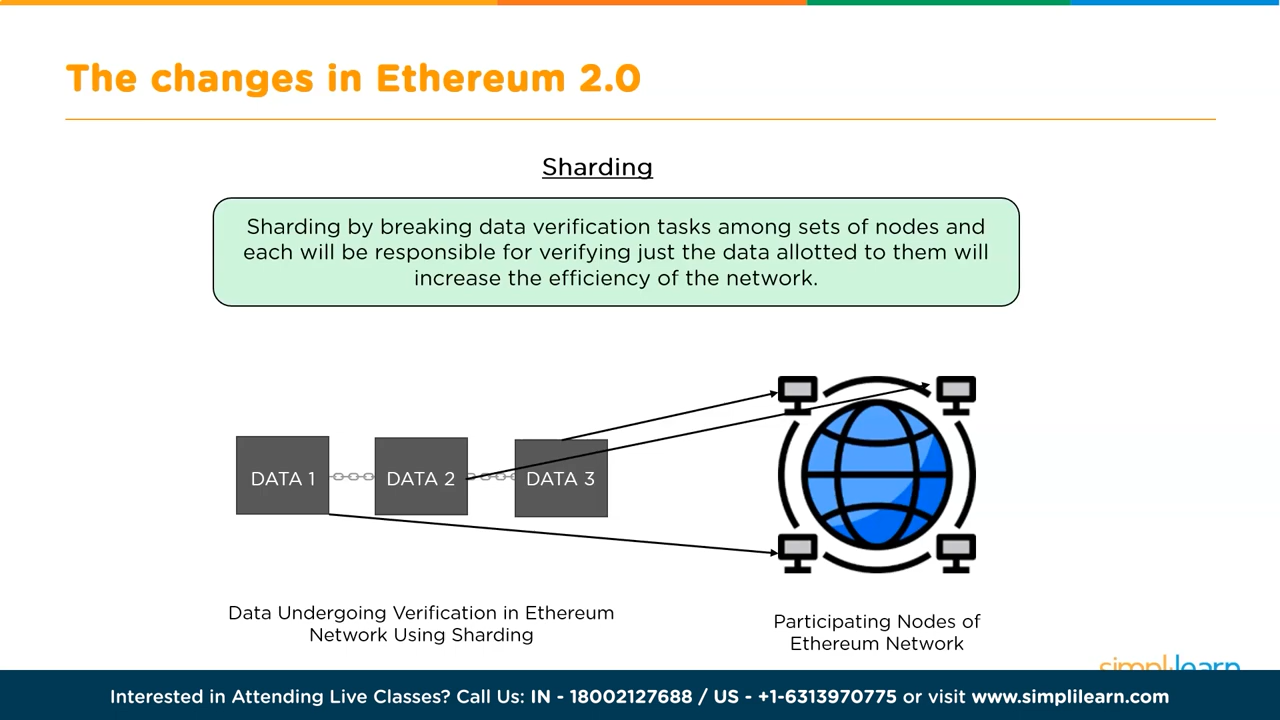 The changes in Ethereum 2.0
Sharding
Sharding by breaking data verification tasks among sets of nodes and
each will be responsible for verifying just the data allotted to them will
increase the efficiency of the network.
DATA 1
DATA 2
DATA 3
Data Undergoing Verification in Ethereum
Network Using Sharding
Participating Nodes of
Ethereum Network
simplilearn
Interested in Attending Live Classes? Call Us: IN - 18002127688 / US - +1-6313970775 or visit www.simplilearn.com